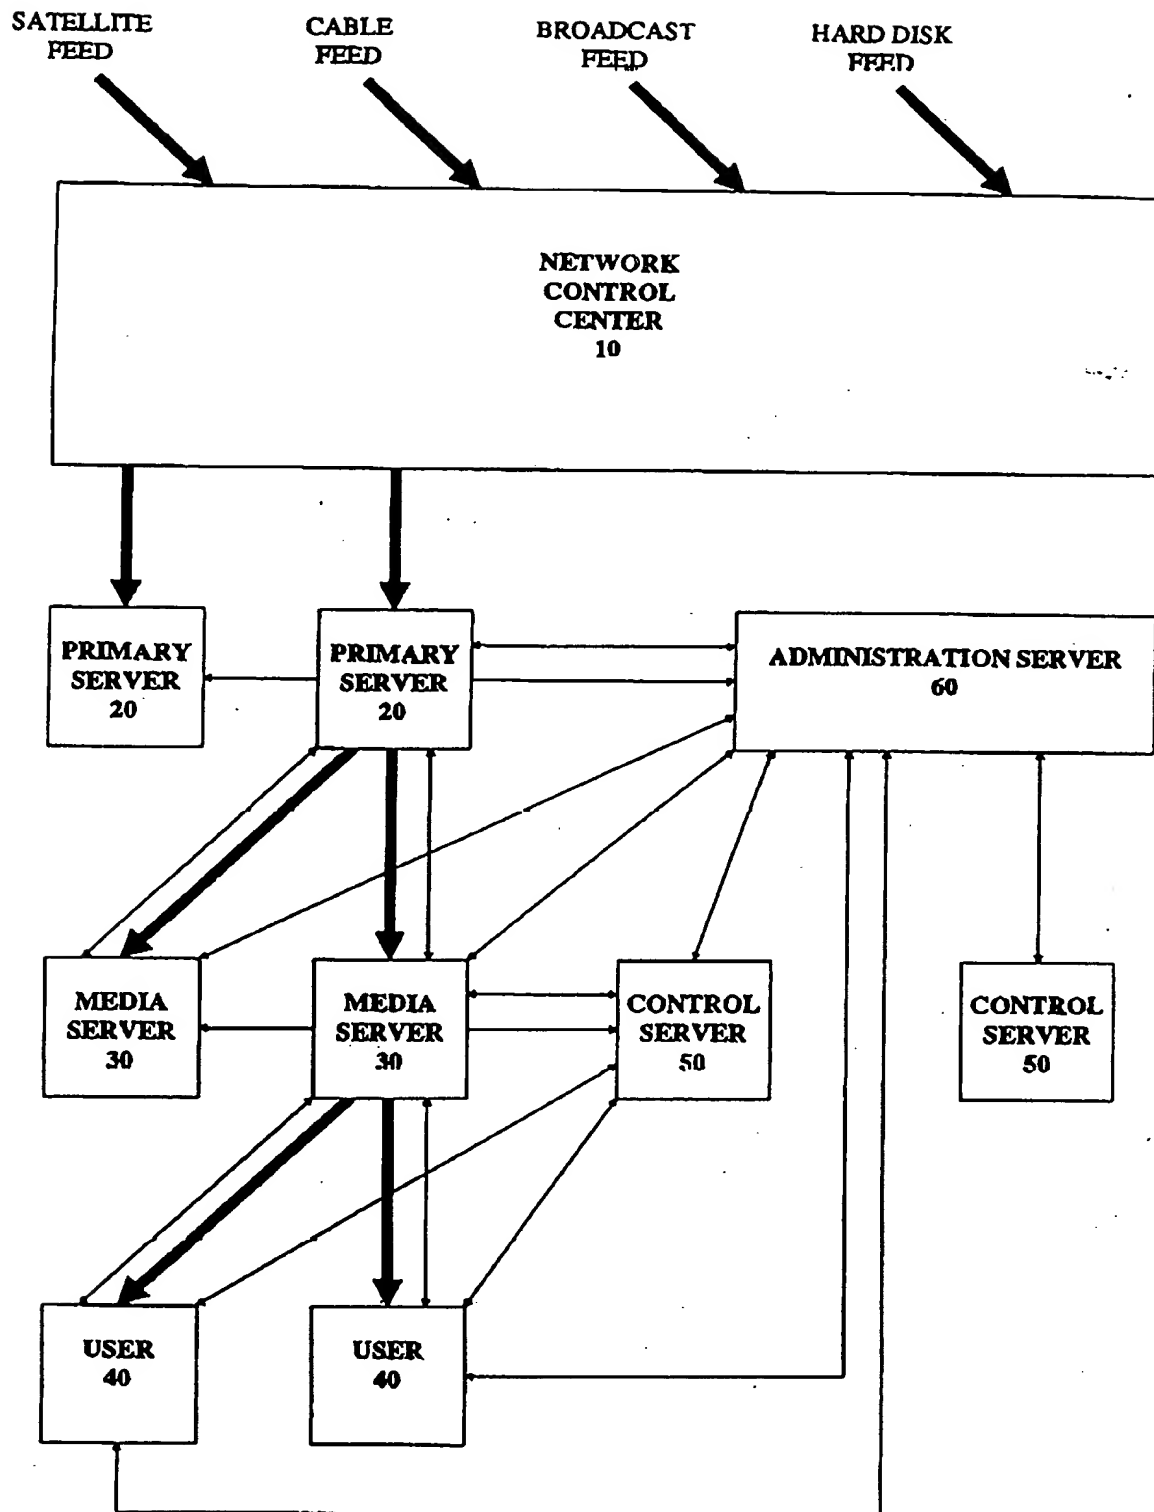 SATELLITE
FEED
CABLE
FEED
BROADCAST
FEED
HARD DISK
FEED
NETWORK
CONTROL
CENTER
10
PRIMARY
SERVER
20
PRIMARY
SERVER
20
ADMINISTRATION SERVER
60
MEDIA
SERVER
30
MEDIA
SERVER
30
CONTROL
SERVER
50
CONTROL
SERVER
50
USER
40
USER
40